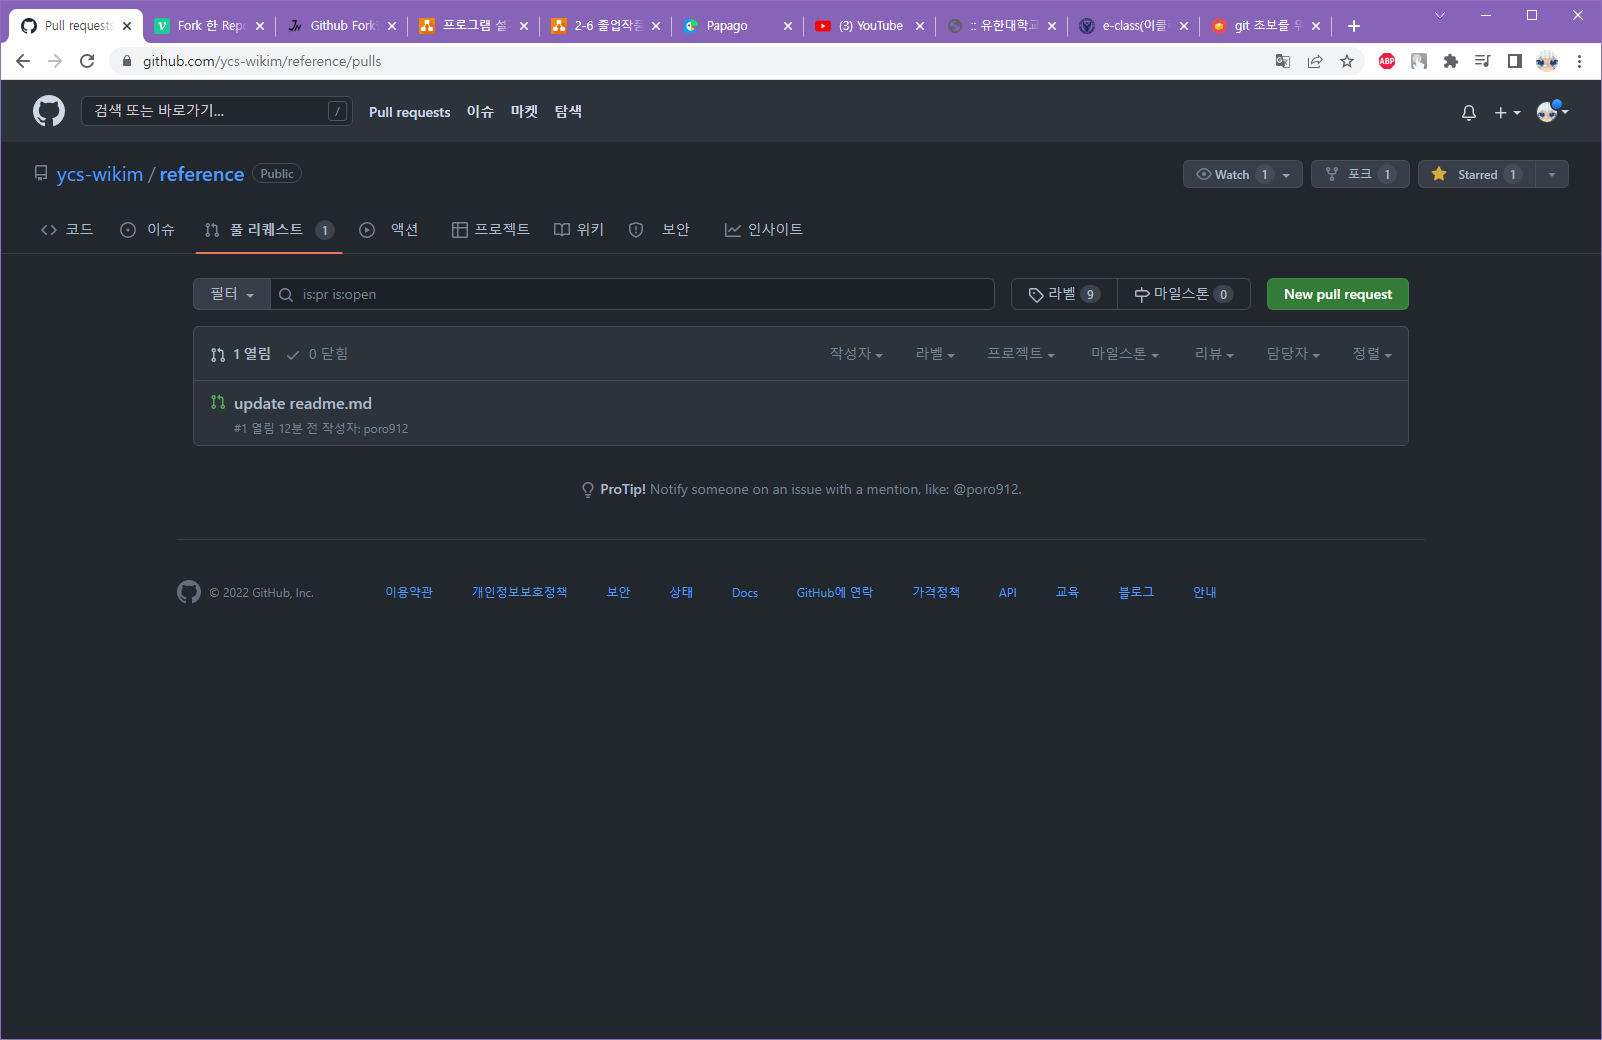 Pull requests
Fork 한 Repo
Github Fork
프로그램 설
2-6 졸업작품
Papago
(3) YouTube
:: 유한대학교
e-class(이클
git 초보를 위
github.com/ycs-wikim/reference/pulls
ABP
검색 또는 바로가기...
/
Pull requests 이슈 마켓 탐색
ycs-wikim / reference Public
Watch 1
포크 1
Starred 1
코드
이슈
풀 리퀘스트 1
액션
프로젝트
위키
보안
인사이트
필터
is:pr is:open
라벨 9
마일스톤 0
New pull request
1 열림
0 닫힘
작성자
라벨
프로젝트
마일스톤
리뷰
담당자
정렬
update readme.md
#1 열림 12분 전 작성자: poro912
ProTip! Notify someone on an issue with a mention, like: @poro912.
© 2022 GitHub, Inc.
이용약관
개인정보보호정책
보안
상태
Docs
GitHub에 연락
가격정책
API
교육
블로그
안내